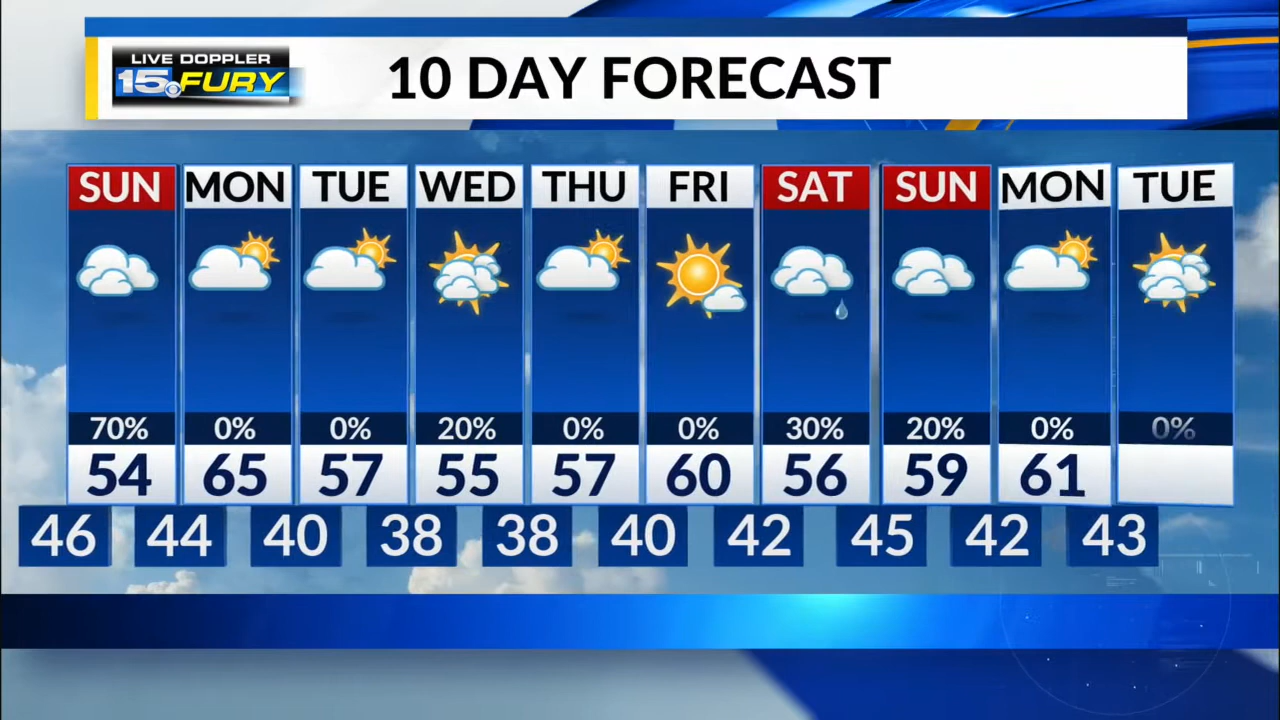 LIVE DOPPLER
15 FURY
10 DAY FORECAST
SUN MON TUE WED THU FRI SAT SUN MON TUE
70% 0% 0% 20% 0% 0% 30% 20% 0% 0%
54 65 57 55 57 60 56 59 61
46 44 40 38 38 40 42 45 42 43